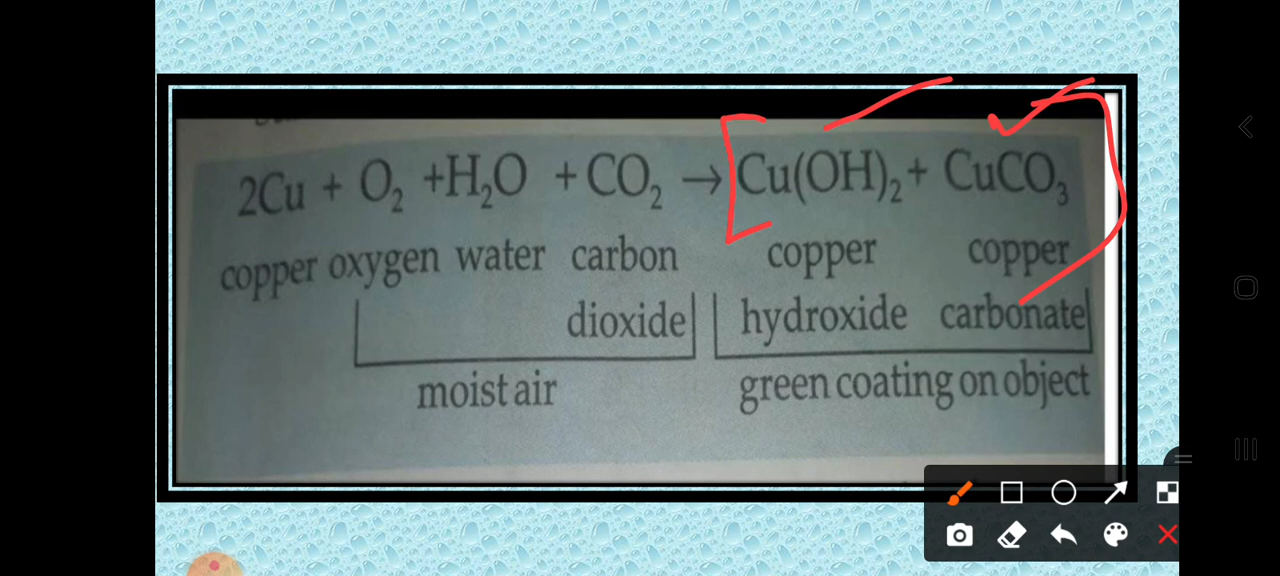 2Cu + O₂ +H₂O + CO₂ → Cu(OH)₂ + CuCO₃
copper oxygen water carbon copper copper
dioxide hydroxide carbonate
moist air green coating on object